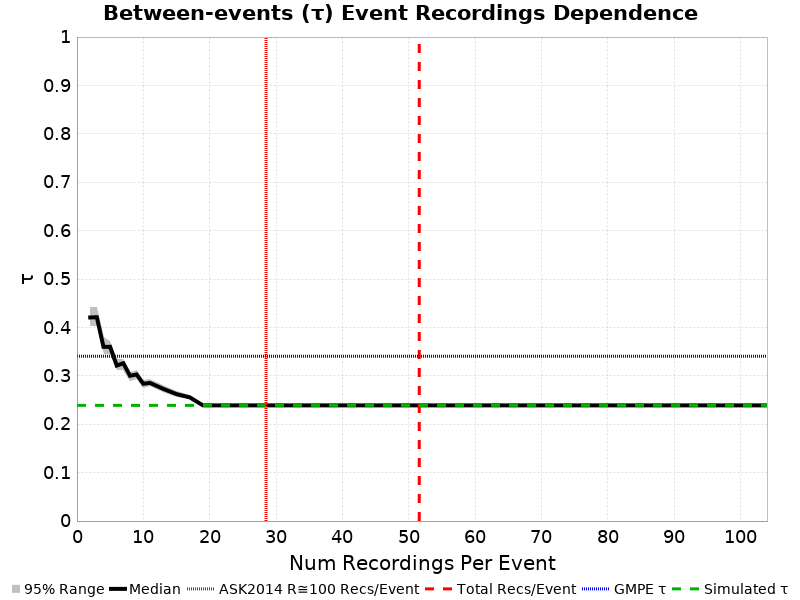 Between-events (τ) Event Recordings Dependence
1
0.9
0.8
0.7
0.6
0.5
0.4
0.3
0.2
0.1
0
τ
0 10 20 30 40 50 60 70 80 90 100
Num Recordings Per Event
95% Range Median ASK2014 R≅100 Recs/Event Total Recs/Event GMPE τ Simulated τ